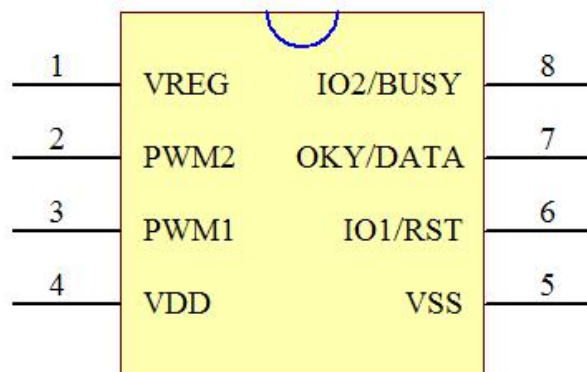 1 VREG IO2/BUSY 8
2 PWM2 OKY/DATA 7
3 PWM1 IO1/RST 6
4 VDD VSS 5